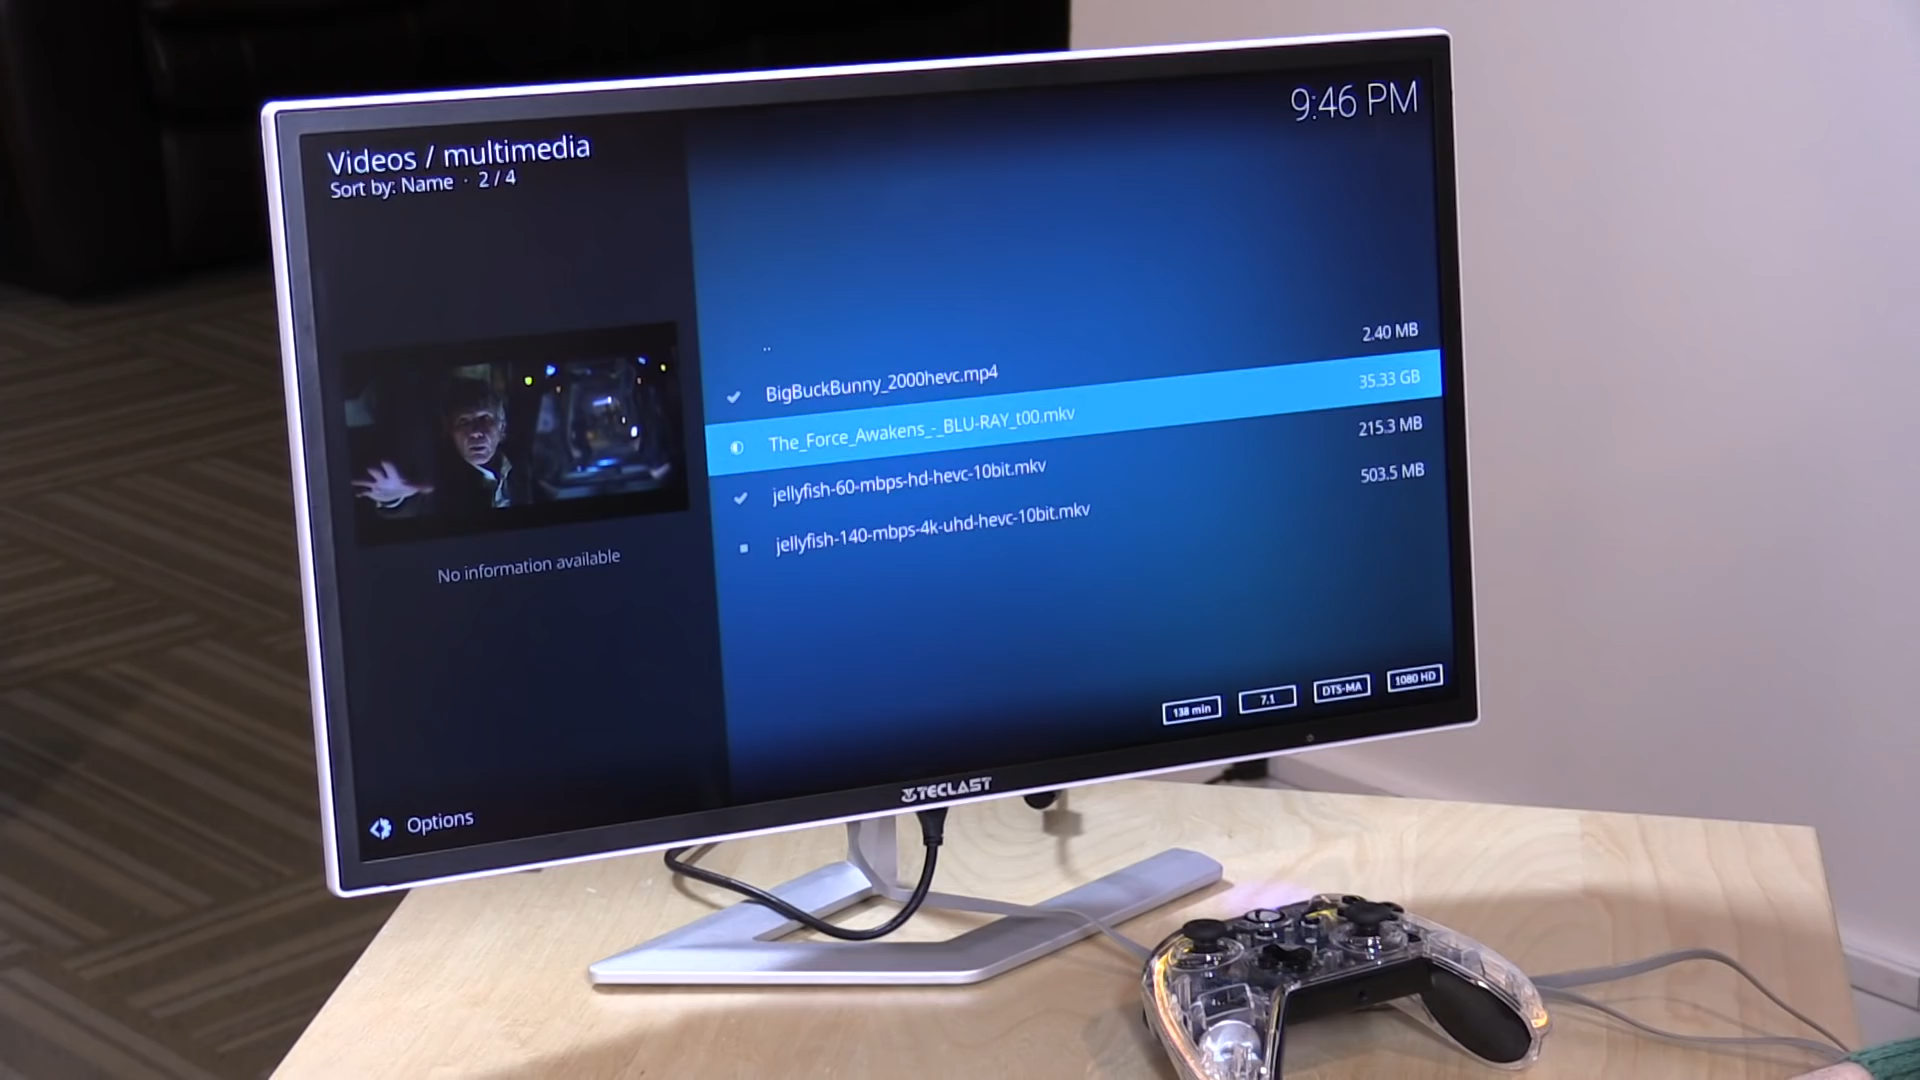 9:46 PM
Videos / multimedia
Sort by: Name · 2 / 4
..
BigBuckBunny_2000hevc.mp4 2.40 MB
The_Force_Awakens_-_BLU-RAY_t00.mkv 35.33 GB
jellyfish-60-mbps-hd-hevc-10bit.mkv 215.3 MB
jellyfish-140-mbps-4k-uhd-hevc-10bit.mkv 503.5 MB
No information available
138 min 7.1 DTS-MA 1080 HD
Options
TECLAST